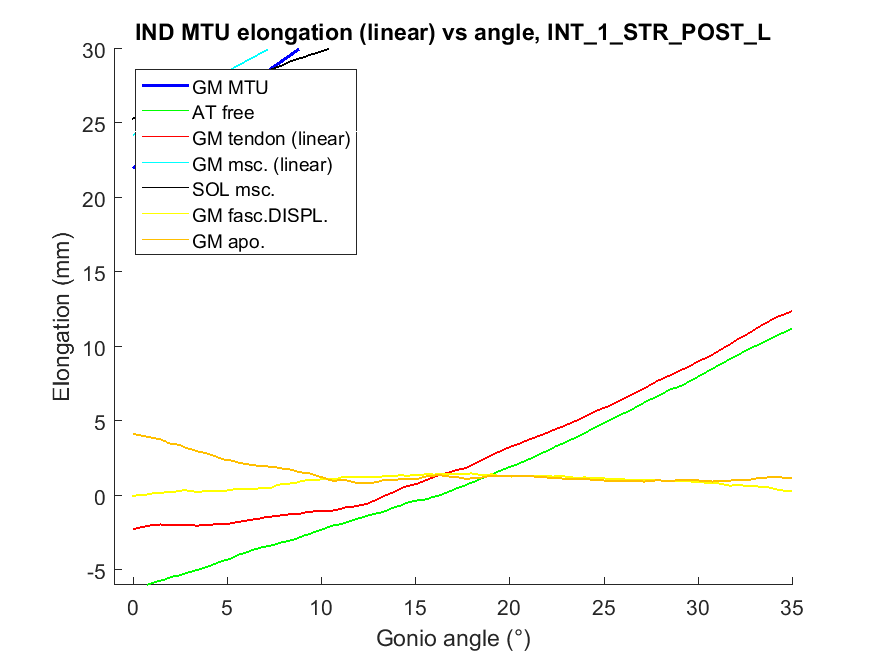 IND MTU elongation (linear) vs angle, INT_1_STR_POST_L
30
25
20
15
10
5
0
-5
Elongation (mm)
GM MTU
AT free
GM tendon (linear)
GM msc. (linear)
SOL msc.
GM fasc.DISPL.
GM apo.
0 5 10 15 20 25 30 35
Gonio angle (°)